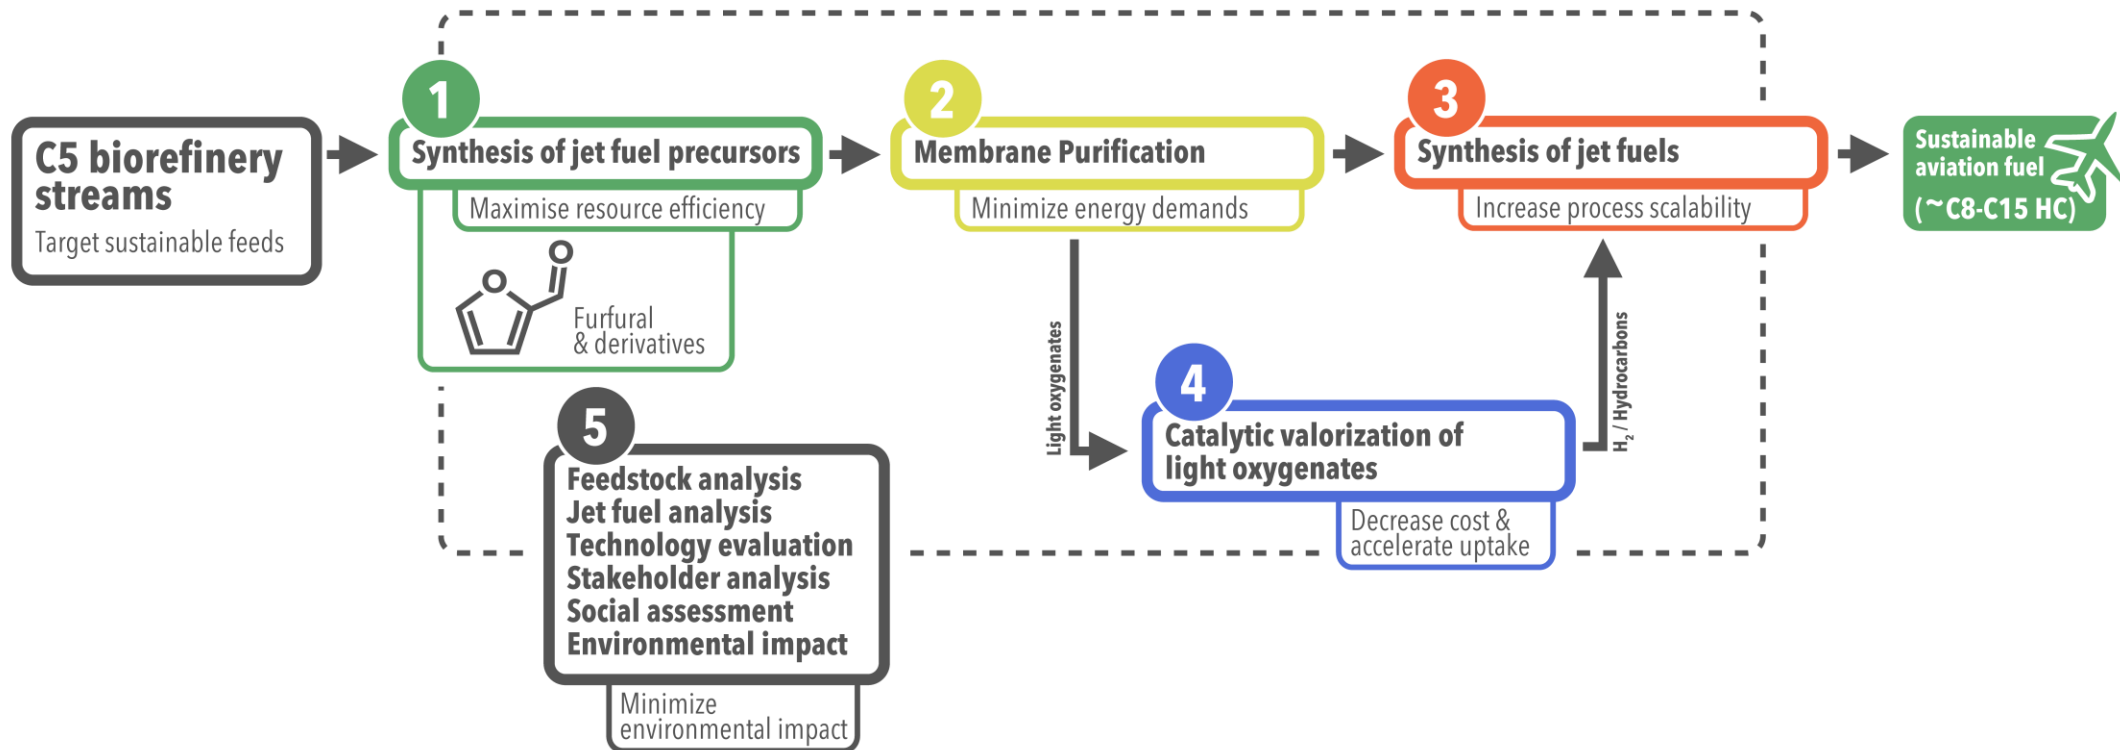 C5 biorefinery
streams
Target sustainable feeds
1
Synthesis of jet fuel precursors
Maximise resource efficiency
O
O
Furfural
& derivatives
2
Membrane Purification
Minimize energy demands
3
Synthesis of jet fuels
Increase process scalability
Sustainable
aviation fuel
(~C8-C15 HC)
Light oxygenates
4
Catalytic valorization of
light oxygenates
Decrease cost &
accelerate uptake
H₂ / Hydrocarbons
5
Feedstock analysis
Jet fuel analysis
Technology evaluation
Stakeholder analysis
Social assessment
Environmental impact
Minimize
environmental impact